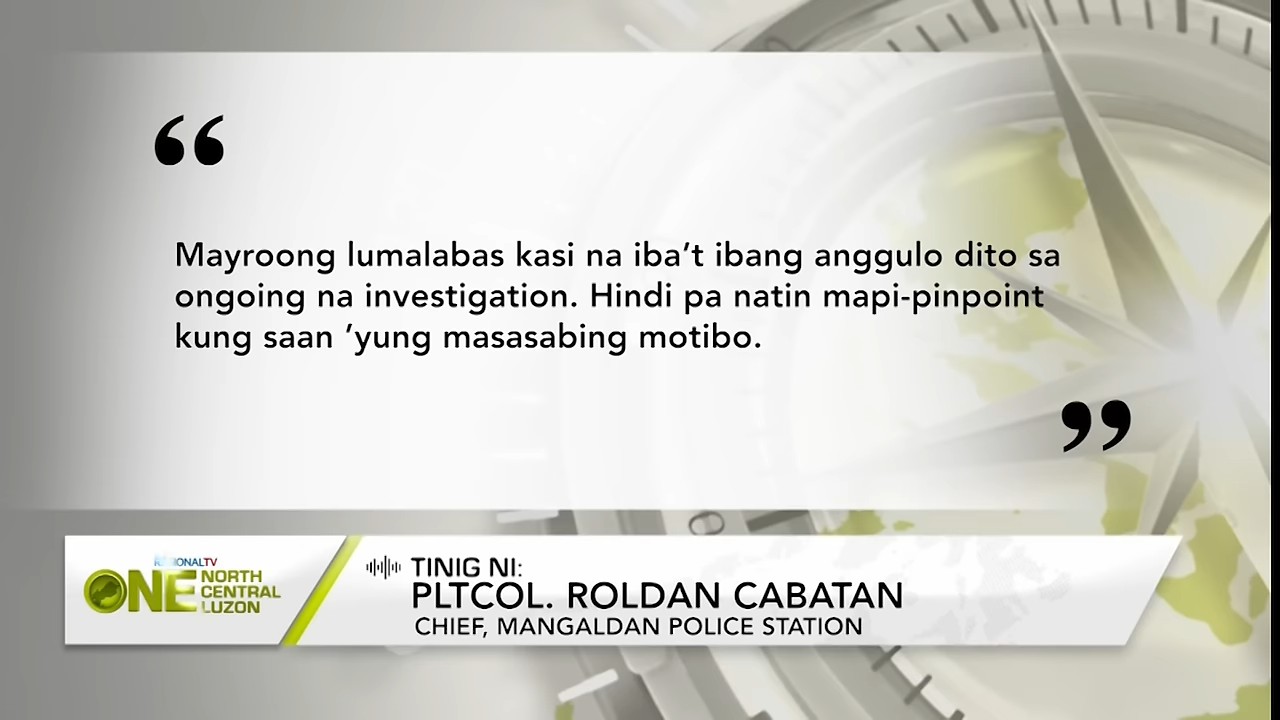 “
Mayroong lumalabas kasi na iba’t ibang anggulo dito sa
ongoing na investigation. Hindi pa natin mapi-pinpoint
kung saan ’yung masasabing motibo.
”
REGIONALTV
ONE NORTH
CENTRAL
LUZON
TINIG NI:
PLTCOL. ROLDAN CABATAN
CHIEF, MANGALDAN POLICE STATION